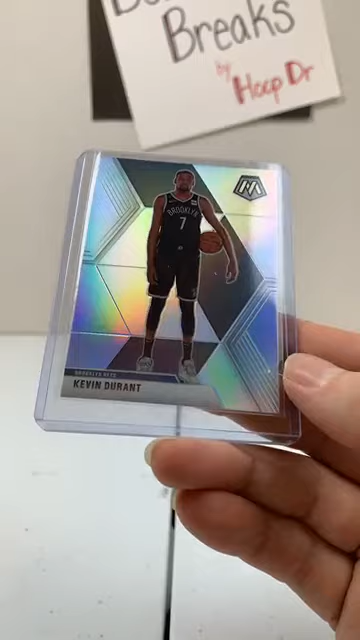 Breaks
by
Hoop Dr
BROOKLYN
7
BROOKLYN NETS
KEVIN DURANT